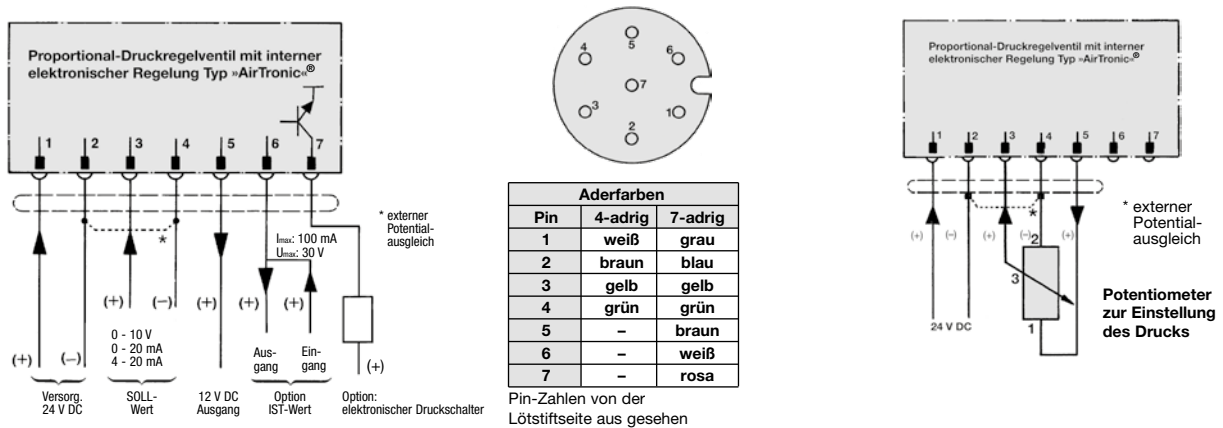 Proportional-Druckregelventil mit interner
elektronischer Regelung Typ »AirTronic«®
1 2 3 4 5 6 7
* externer
Potential-
ausgleich
*
Imax: 100 mA
Umax: 30 V
(+) (–) (+) (+) (+)
0 - 10 V
0 - 20 mA
4 - 20 mA
(+) (–)
Aus-
gang
Ein-
gang
(+)
Versorg.
24 V DC
SOLL-
Wert
12 V DC
Ausgang
Option
IST-Wert
Option:
elektronischer Druckschalter
5
4 6
7
3 1
2
Aderfarben
Pin 4-adrig 7-adrig
1 weiß grau
2 braun blau
3 gelb gelb
4 grün grün
5 – braun
6 – weiß
7 – rosa
Pin-Zahlen von der
Lötstiftseite aus gesehen
Proportional-Druckregelventil mit interner
elektronischer Regelung Typ »AirTronic«®
1 2 3 4 5 6 7
*
* externer
Potential-
ausgleich
(+) (–) (+) (–) (+)
2
3
1
24 V DC
Potentiometer
zur Einstellung
des Drucks